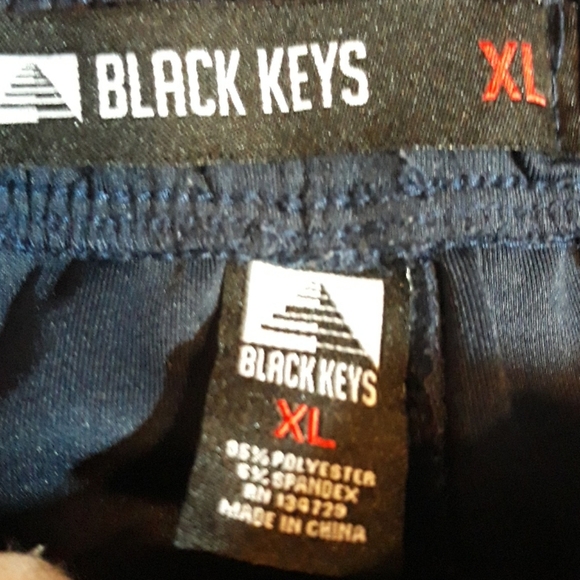 BLACK KEYS XL
BLACK KEYS
XL
95% POLYESTER
5% SPANDEX
RN 134729
MADE IN CHINA